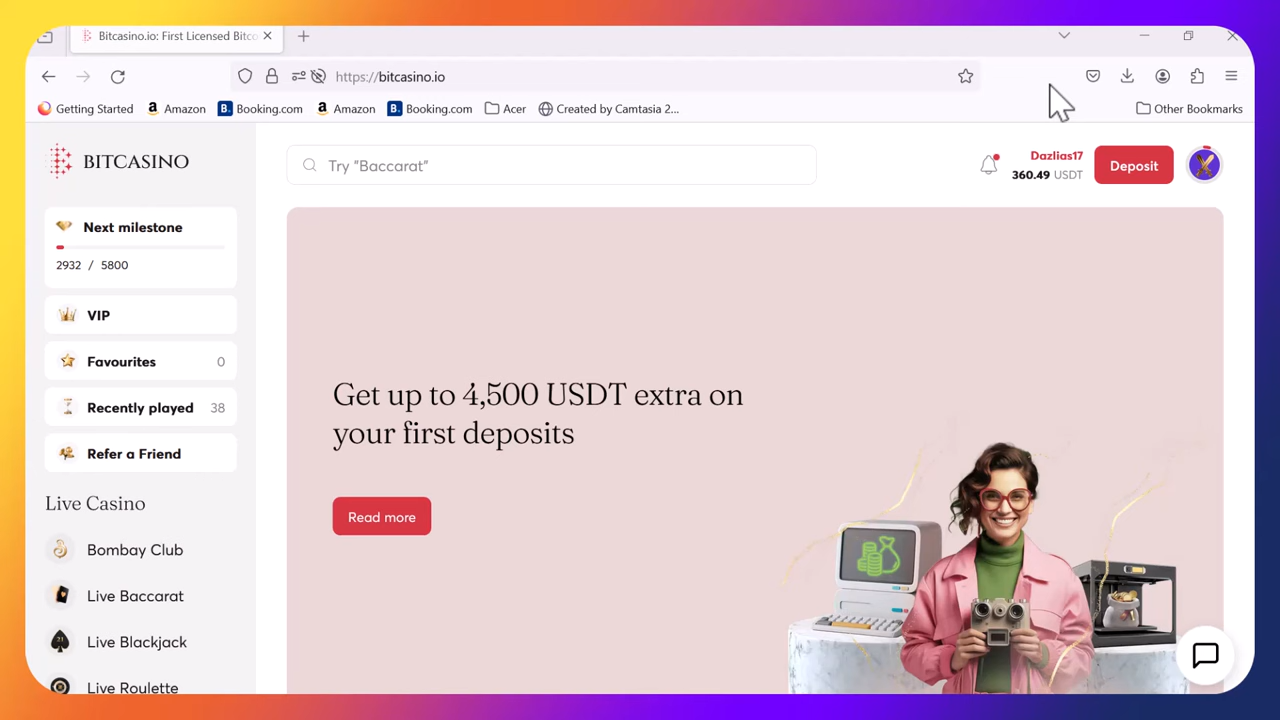 Bitcasino.io: First Licensed Bitco
https://bitcasino.io
Getting Started
Amazon
Booking.com
Amazon
Booking.com
Acer
Created by Camtasia 2...
Other Bookmarks
BITCASINO
Try "Baccarat"
Dazlias17
360.49 USDT
Deposit
Next milestone
2932 / 5800
VIP
Favourites 0
Recently played 38
Refer a Friend
Live Casino
Bombay Club
Live Baccarat
Live Blackjack
Live Roulette
Get up to 4,500 USDT extra on
your first deposits
Read more